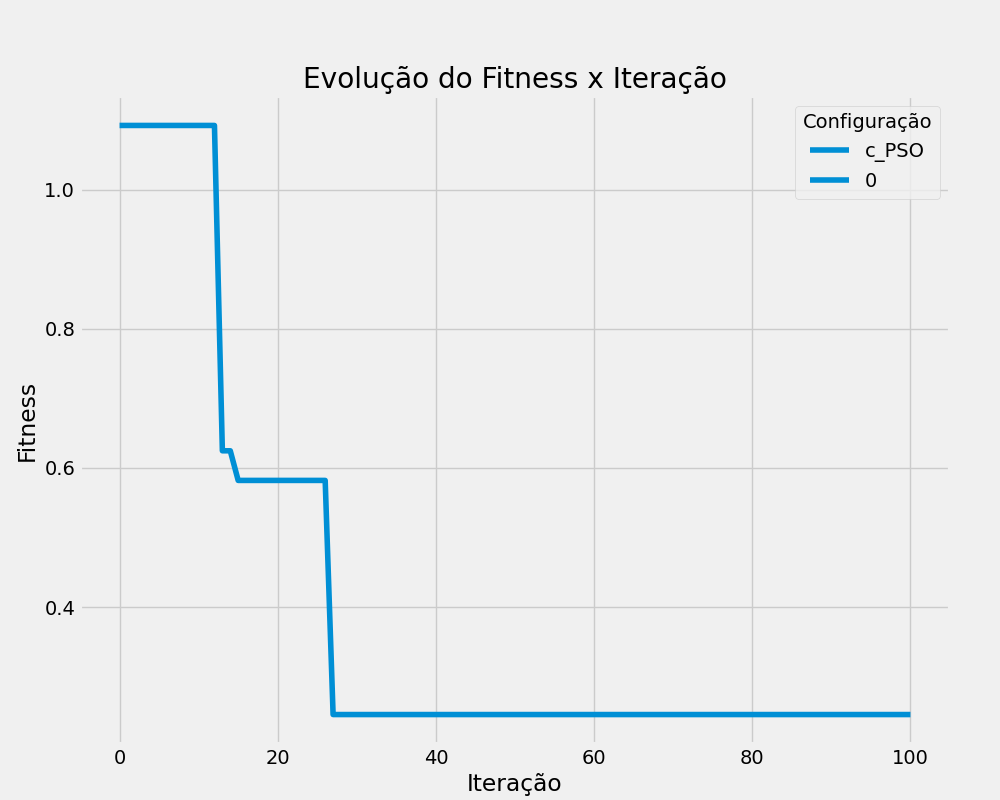 Evolução do Fitness x Iteração
Configuração
c_PSO
0
1.0
0.8
0.6
0.4
Fitness
0 20 40 60 80 100
Iteração